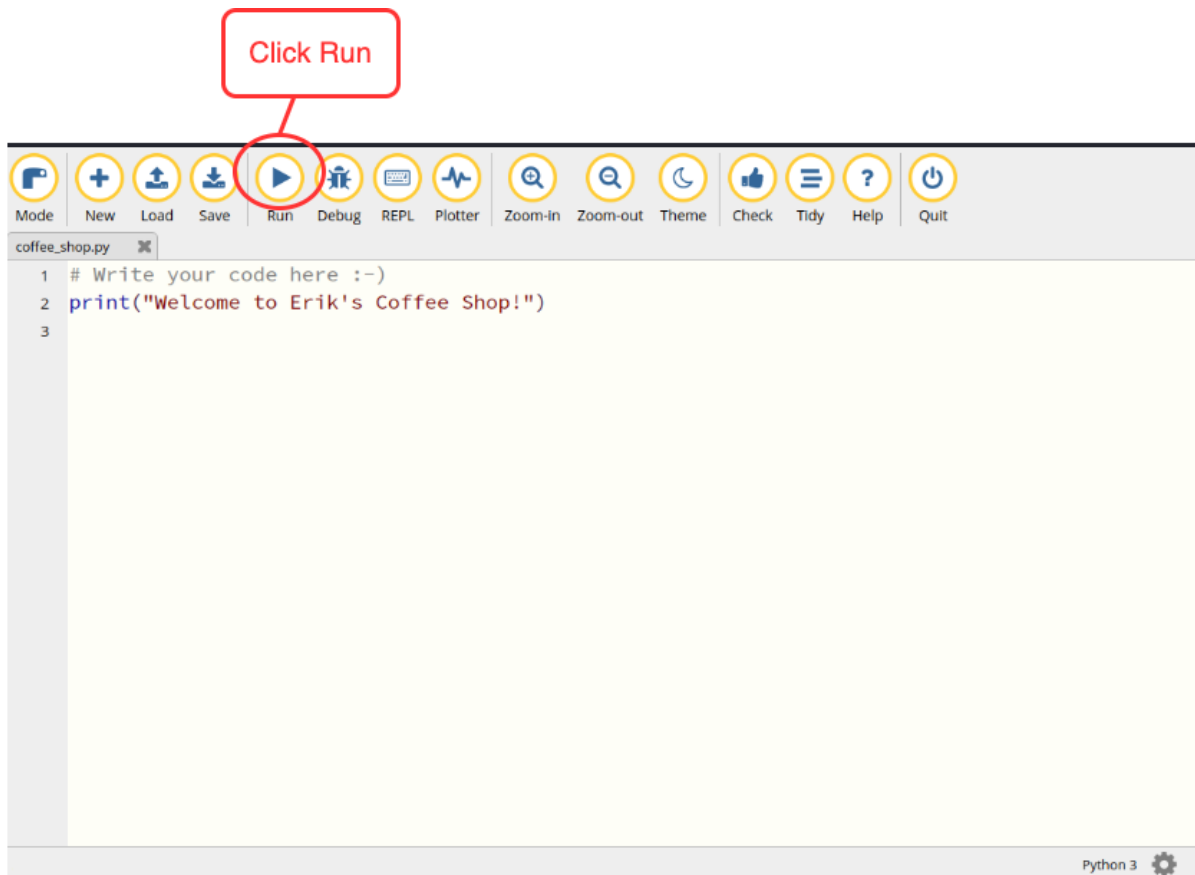 Click Run
Mode New Load Save Run Debug REPL Plotter Zoom-in Zoom-out Theme Check Tidy Help Quit
coffee_shop.py
1 # Write your code here :-)
2 print("Welcome to Erik's Coffee Shop!")
3
Python 3